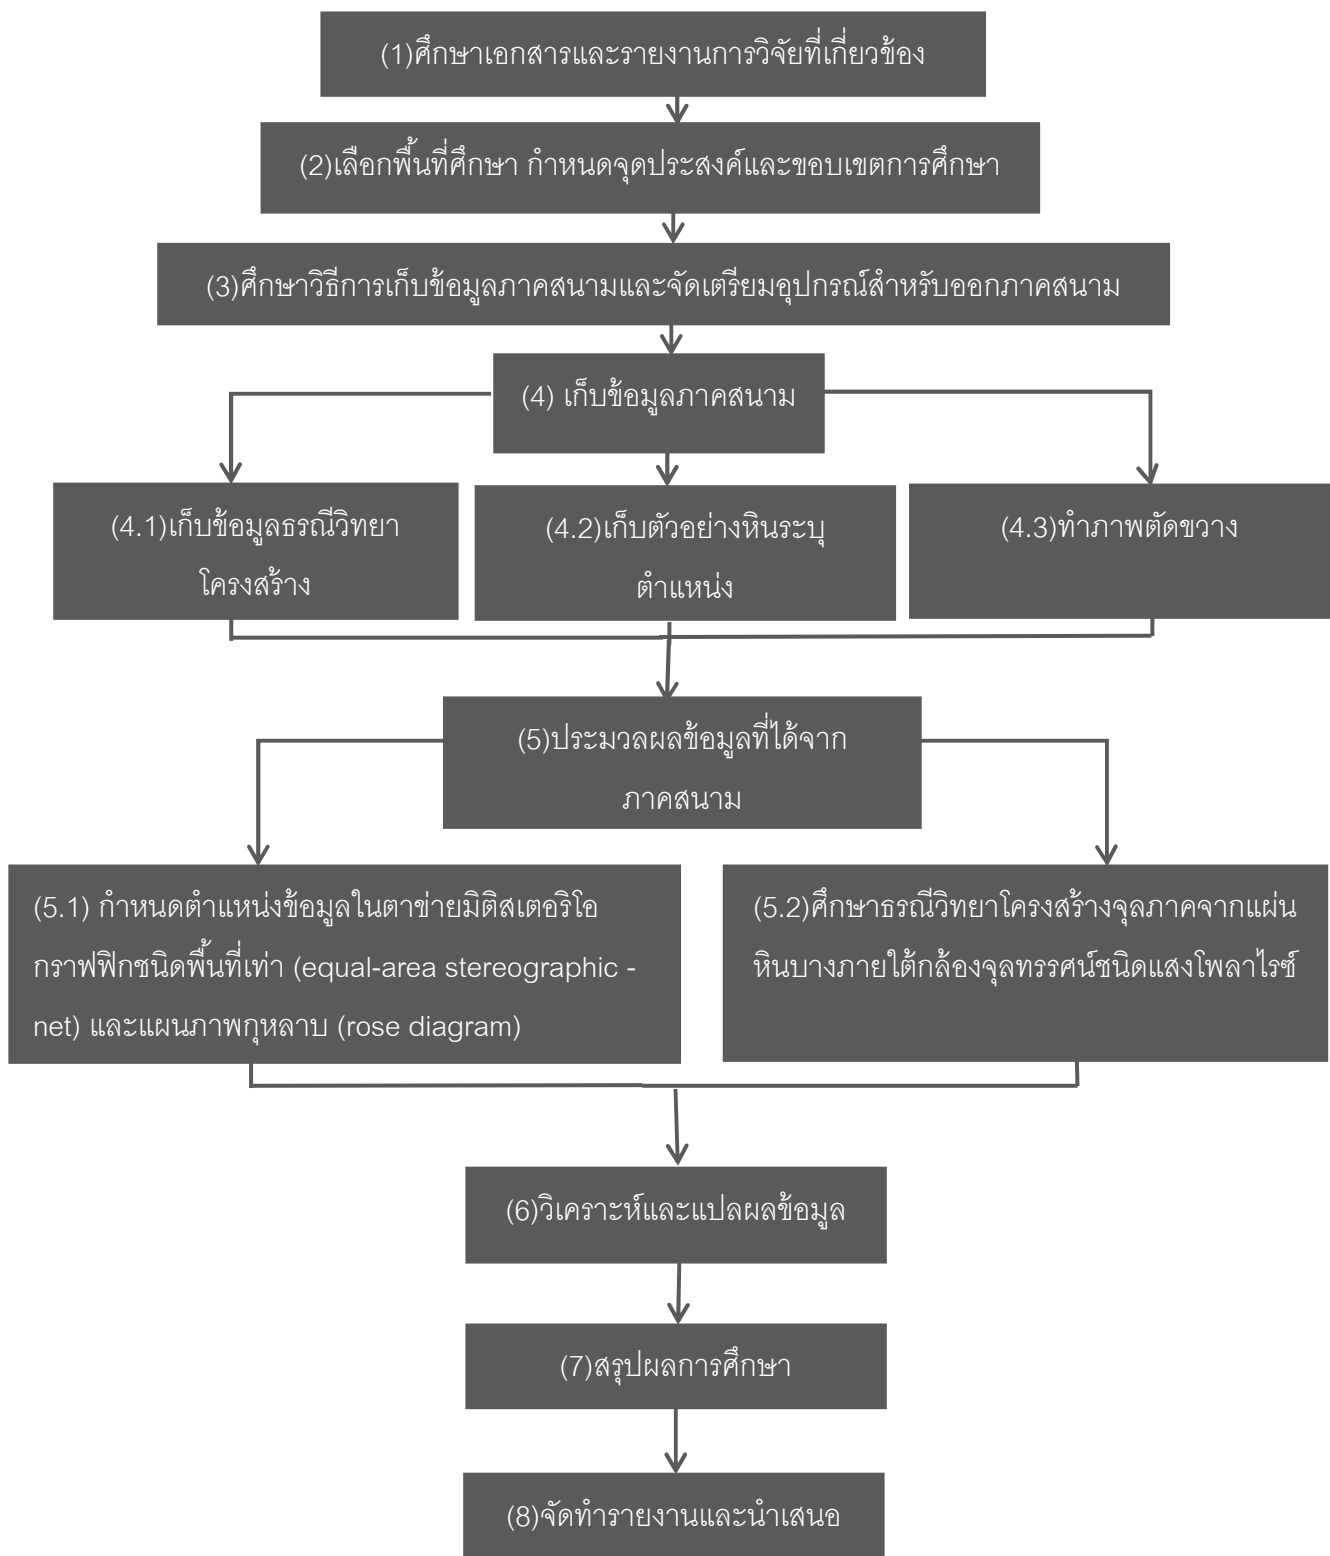 (1)ศึกษาเอกสารและรายงานการวิจัยที่เกี่ยวข้อง
(2)เลือกพื้นที่ศึกษา กำหนดจุดประสงค์และขอบเขตการศึกษา
(3)ศึกษาวิธีการเก็บข้อมูลภาคสนามและจัดเตรียมอุปกรณ์สำหรับออกภาคสนาม
(4) เก็บข้อมูลภาคสนาม
(4.1)เก็บข้อมูลธรณีวิทยา
โครงสร้าง
(4.2)เก็บตัวอย่างหินระบุ
ตำแหน่ง
(4.3)ทำภาพตัดขวาง
(5)ประมวลผลข้อมูลที่ได้จาก
ภาคสนาม
(5.1) กำหนดตำแหน่งข้อมูลในตาข่ายมิติสเตอริโอ
กราฟฟิกชนิดพื้นที่เท่า (equal-area stereographic -
net) และแผนภาพกุหลาบ (rose diagram)
(5.2)ศึกษาธรณีวิทยาโครงสร้างจุลภาคจากแผ่น
หินบางภายใต้กล้องจุลทรรศน์ชนิดแสงโพลาไรซ์
(6)วิเคราะห์และแปลผลข้อมูล
(7)สรุปผลการศึกษา
(8)จัดทำรายงานและนำเสนอ